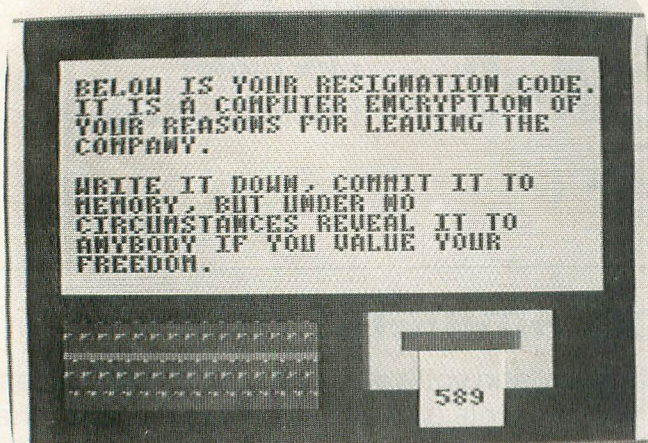 BELOW IS YOUR RESIGNATION CODE.
IT IS A COMPUTER ENCRYPTION OF
YOUR REASONS FOR LEAVING THE
COMPANY.
WRITE IT DOWN, COMMIT IT TO
MEMORY, BUT UNDER NO
CIRCUMSTANCES REVEAL IT TO
ANYBODY IF YOU VALUE YOUR
FREEDOM.
589